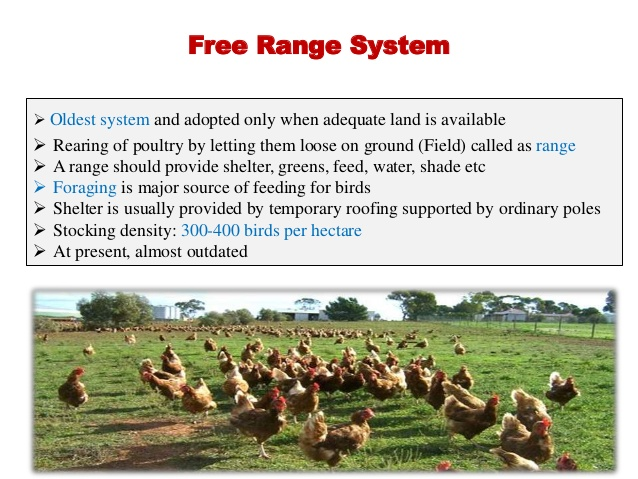 Free Range System
➢ Oldest system and adopted only when adequate land is available
➢ Rearing of poultry by letting them loose on ground (Field) called as range
➢ A range should provide shelter, greens, feed, water, shade etc
➢ Foraging is major source of feeding for birds
➢ Shelter is usually provided by temporary roofing supported by ordinary poles
➢ Stocking density: 300-400 birds per hectare
➢ At present, almost outdated